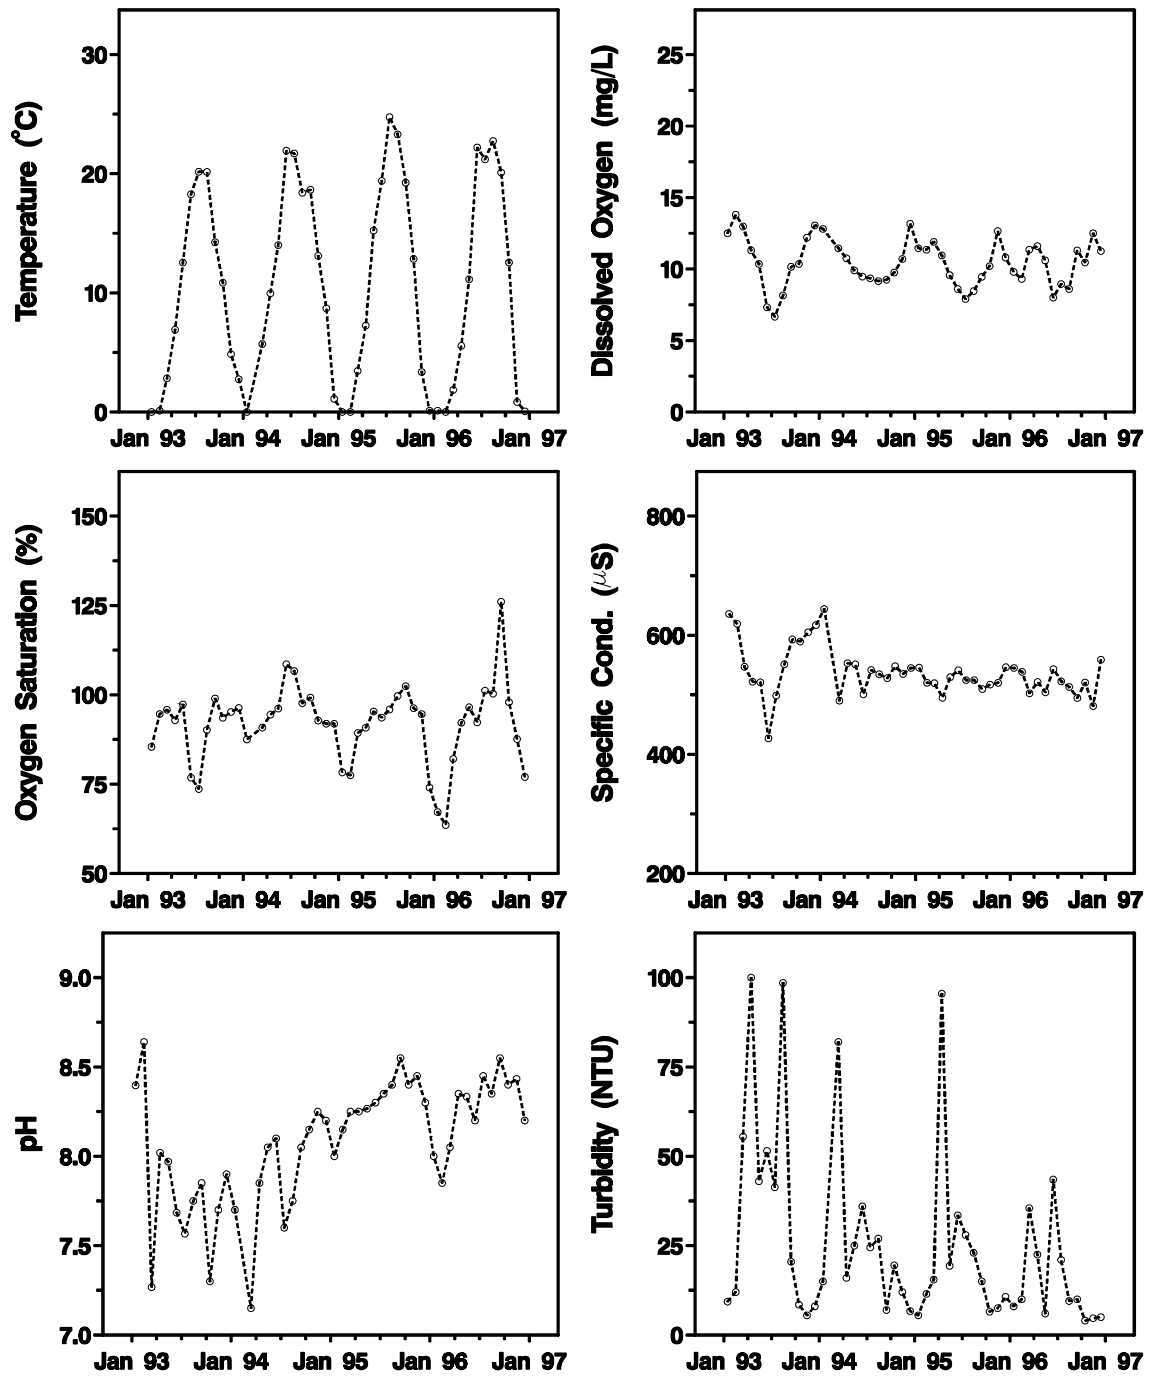 Temperature (°C)
30
20
10
0
Jan 93 Jan 94 Jan 95 Jan 96 Jan 97
Dissolved Oxygen (mg/L)
25
20
15
10
5
0
Jan 93 Jan 94 Jan 95 Jan 96 Jan 97
Oxygen Saturation (%)
150
125
100
75
50
Jan 93 Jan 94 Jan 95 Jan 96 Jan 97
Specific Cond. (μS)
800
600
400
200
Jan 93 Jan 94 Jan 95 Jan 96 Jan 97
pH
9.0
8.5
8.0
7.5
7.0
Jan 93 Jan 94 Jan 95 Jan 96 Jan 97
Turbidity (NTU)
100
75
50
25
0
Jan 93 Jan 94 Jan 95 Jan 96 Jan 97